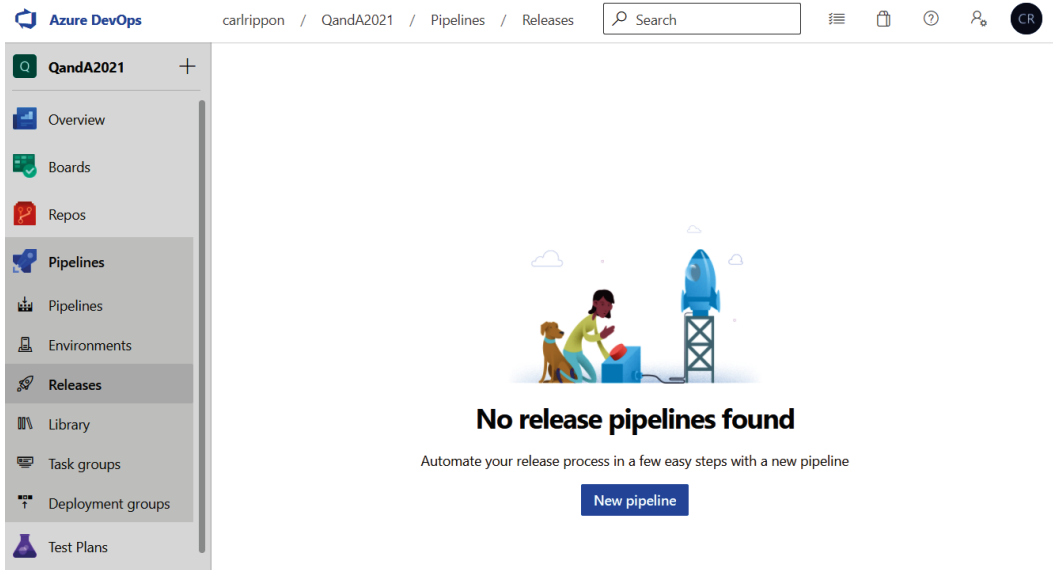 Azure DevOps
carlrippon / QandA2021 / Pipelines / Releases
Search
CR
Q QandA2021 +
Overview
Boards
Repos
Pipelines
Pipelines
Environments
Releases
Library
Task groups
Deployment groups
Test Plans
No release pipelines found
Automate your release process in a few easy steps with a new pipeline
New pipeline